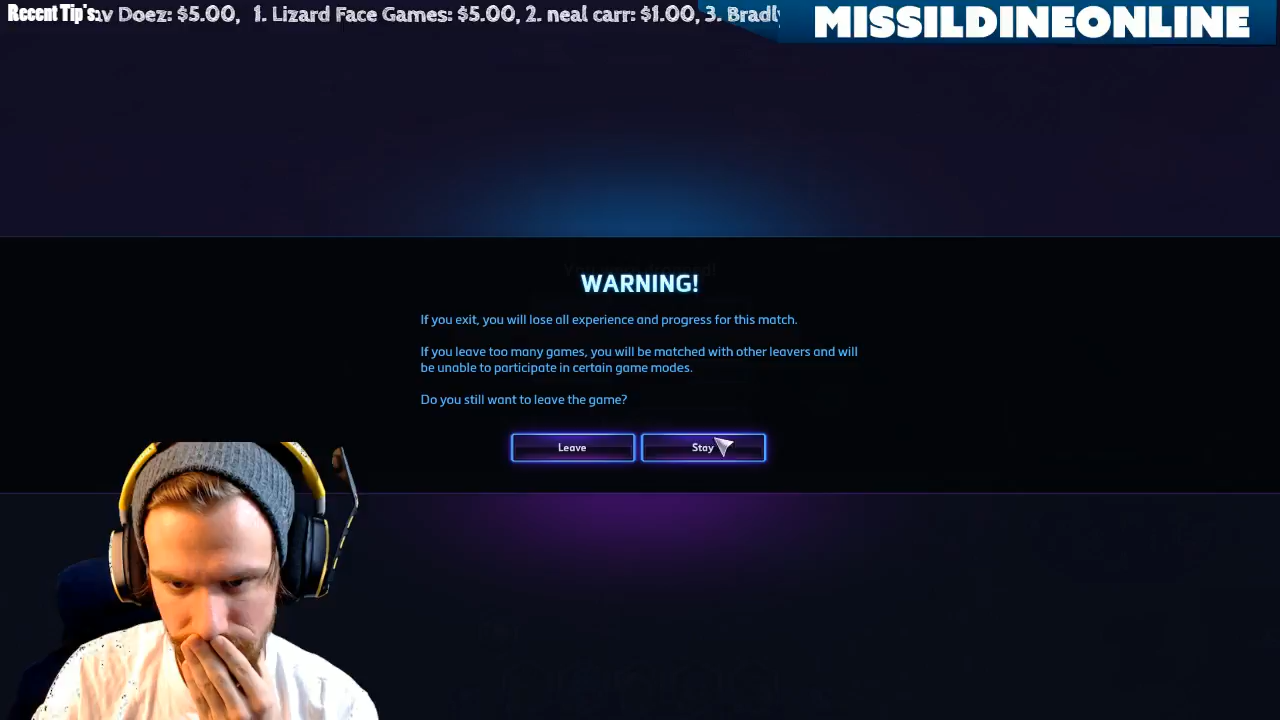 Recent Tip's
av Doez: $5.00, 1. Lizard Face Games: $5.00, 2. neal carr: $1.00, 3. Bradly
MISSILDINEONLINE
WARNING!
If you exit, you will lose all experience and progress for this match.
If you leave too many games, you will be matched with other leavers and will
be unable to participate in certain game modes.
Do you still want to leave the game?
Leave
Stay